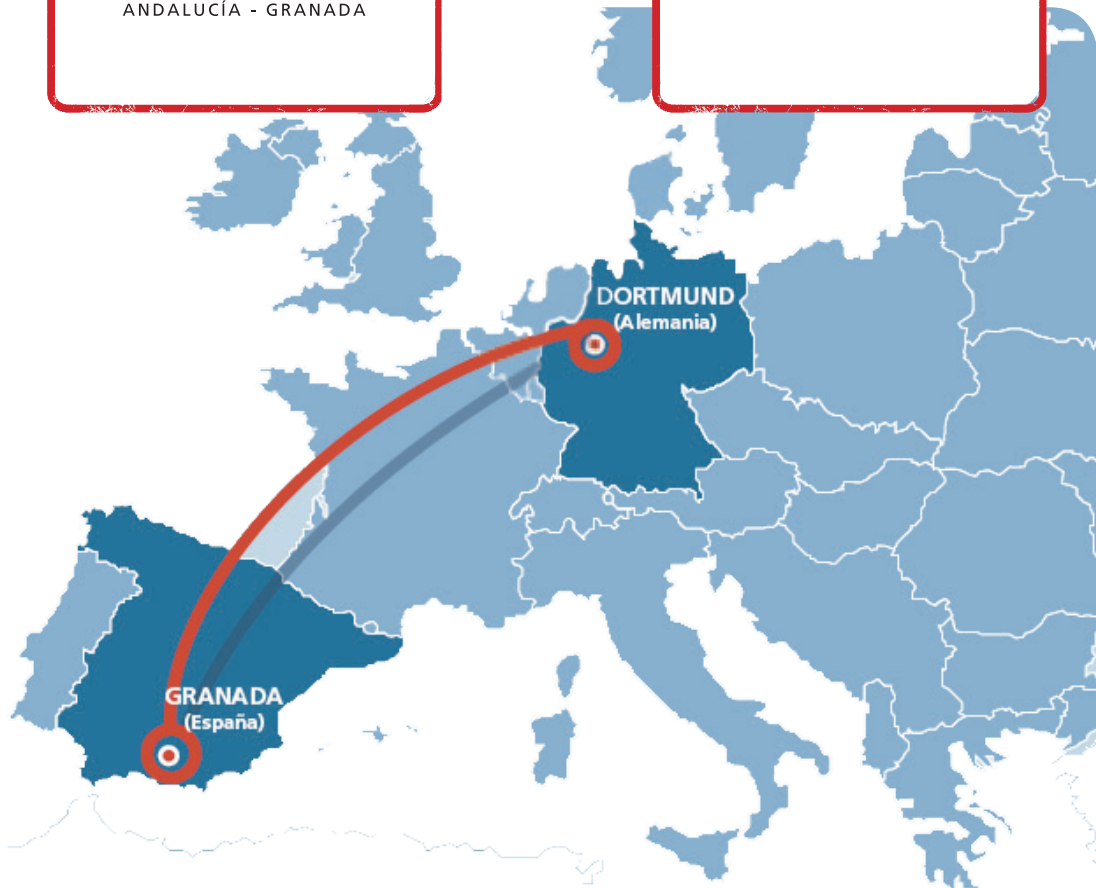 ANDALUCÍA - GRANADA
DORTMUND
(Alemania)
GRANADA
(España)